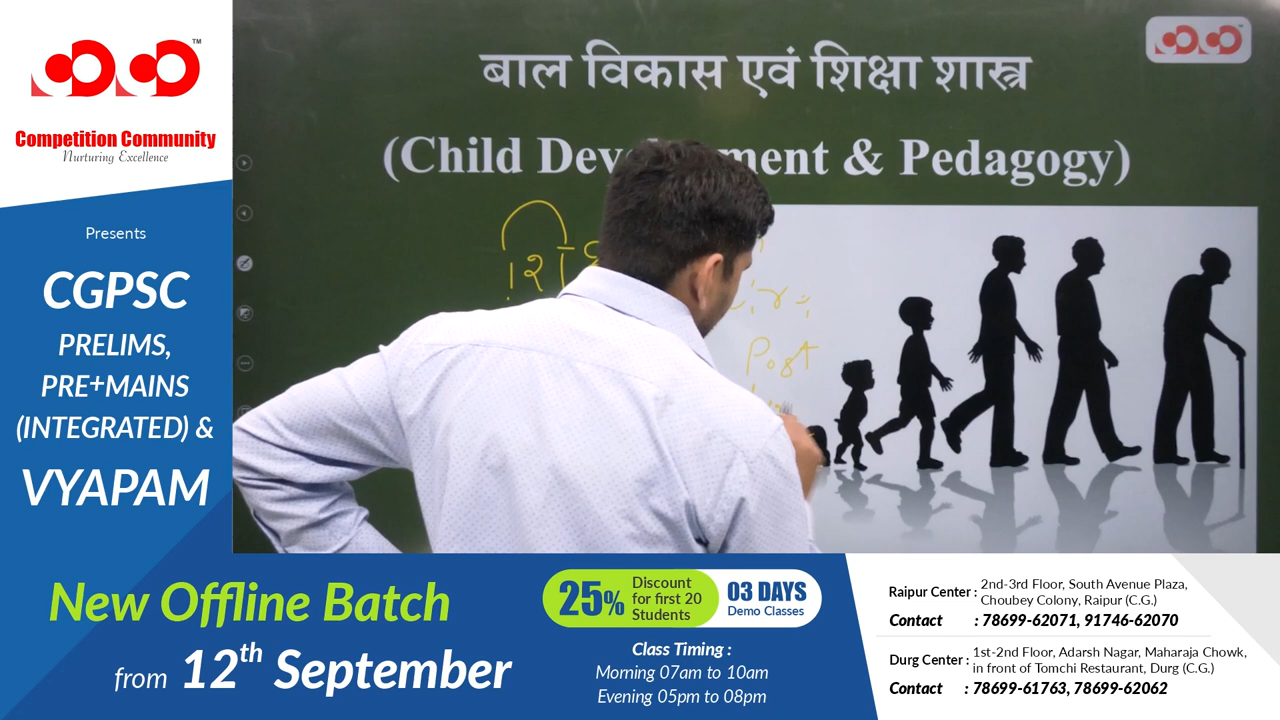 TM
Competition Community
Nurturing Excellence
Presents
CGPSC
PRELIMS,
PRE+MAINS
(INTEGRATED) &
VYAPAM
बाल विकास एवं शिक्षा शास्त्र
(Child Dev ment & Pedagogy)
Post
New Offline Batch
from 12th September
25%
Discount
for first 20
Students
03 DAYS
Demo Classes
Class Timing :
Morning 07am to 10am
Evening 05pm to 08pm
Raipur Center : 2nd-3rd Floor, South Avenue Plaza,
Choubey Colony, Raipur (C.G.)
Contact : 78699-62071, 91746-62070
Durg Center : 1st-2nd Floor, Adarsh Nagar, Maharaja Chowk,
in front of Tomchi Restaurant, Durg (C.G.)
Contact : 78699-61763, 78699-62062